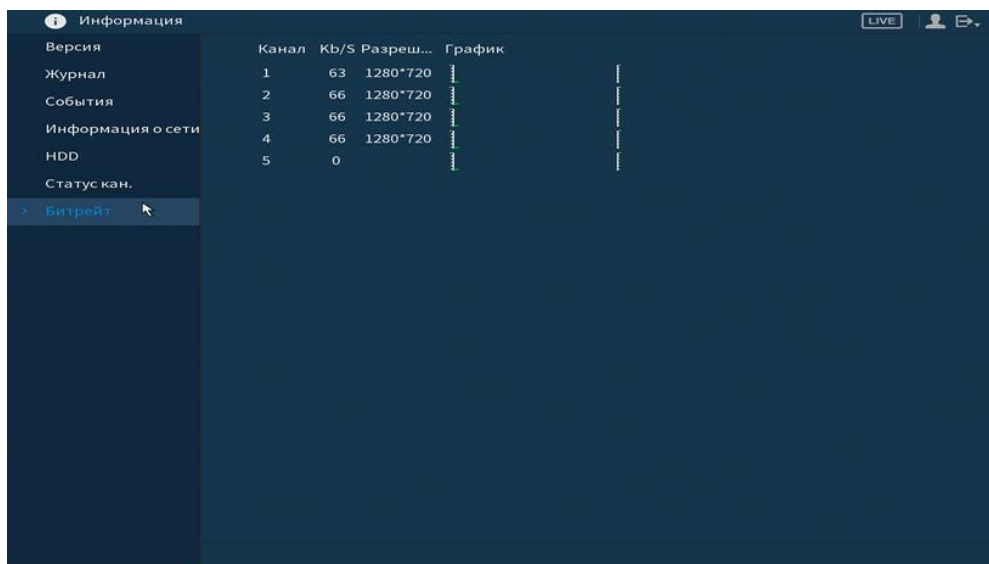 Информация
LIVE
Версия
Журнал
События
Информация о сети
HDD
Статус кан.
Битрейт
Канал Kb/S Разреш... График
1 63 1280*720
2 66 1280*720
3 66 1280*720
4 66 1280*720
5 0